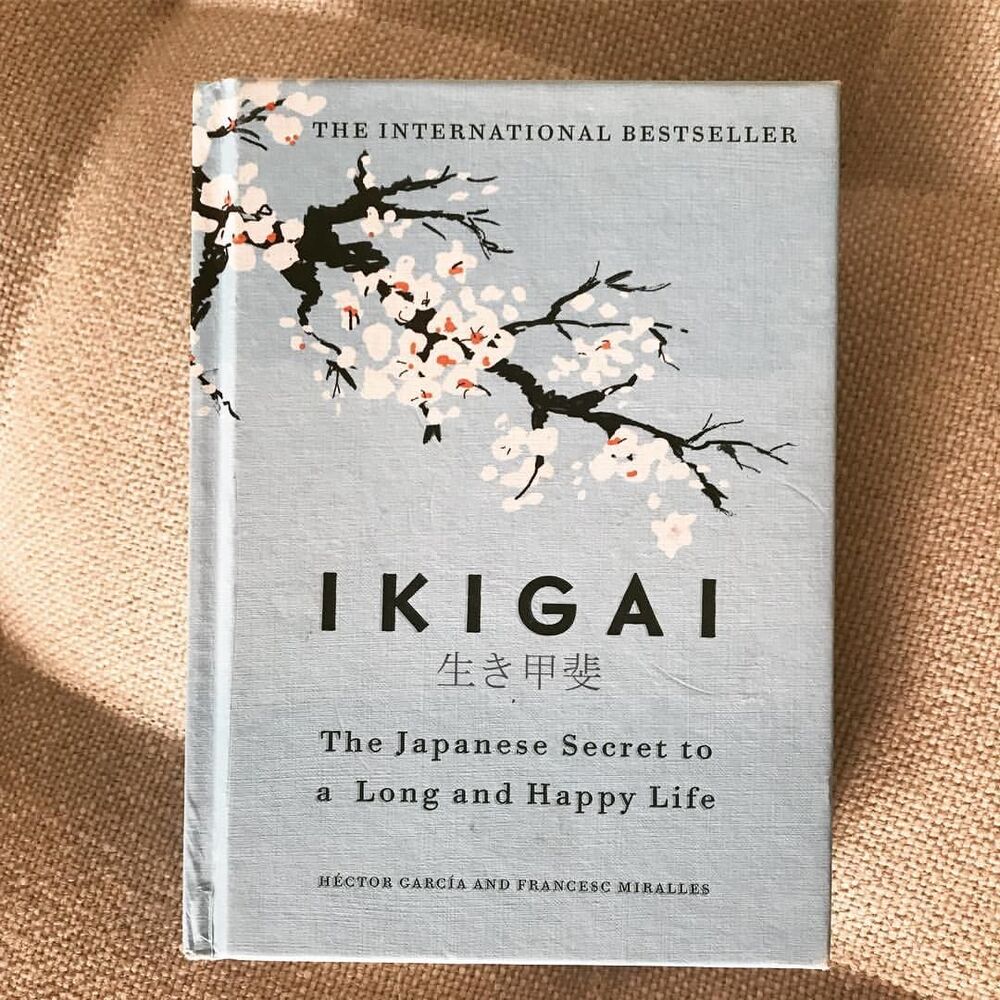 THE INTERNATIONAL BESTSELLER
IKIGAI
生き甲斐
The Japanese Secret to
a Long and Happy Life
HÉCTOR GARCÍA AND FRANCESC MIRALLES